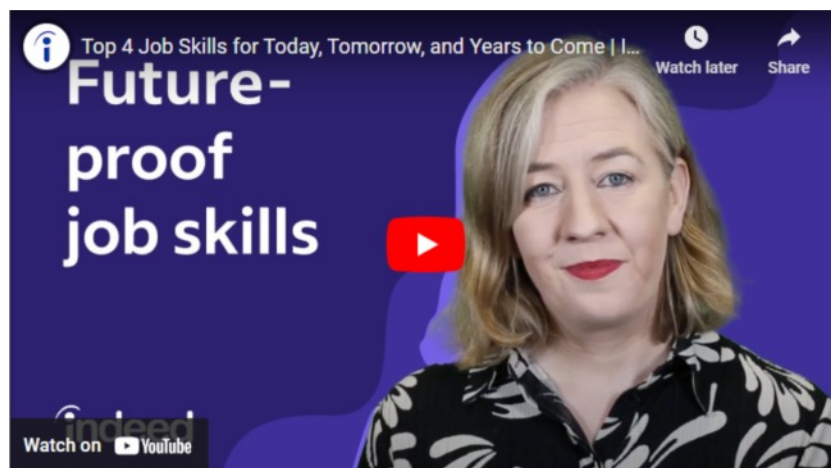 Top 4 Job Skills for Today, Tomorrow, and Years to Come | I...
Watch later
Share
Future-
proof
job skills
indeed
Watch on YouTube